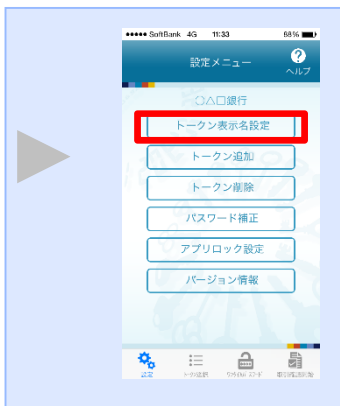 ●●●●● SoftBank 4G 11:33 88%
設定メニュー
? ヘルプ
○△□銀行
トークン表示名設定
トークン追加
トークン削除
パスワード補正
アプリロック設定
バージョン情報
設定